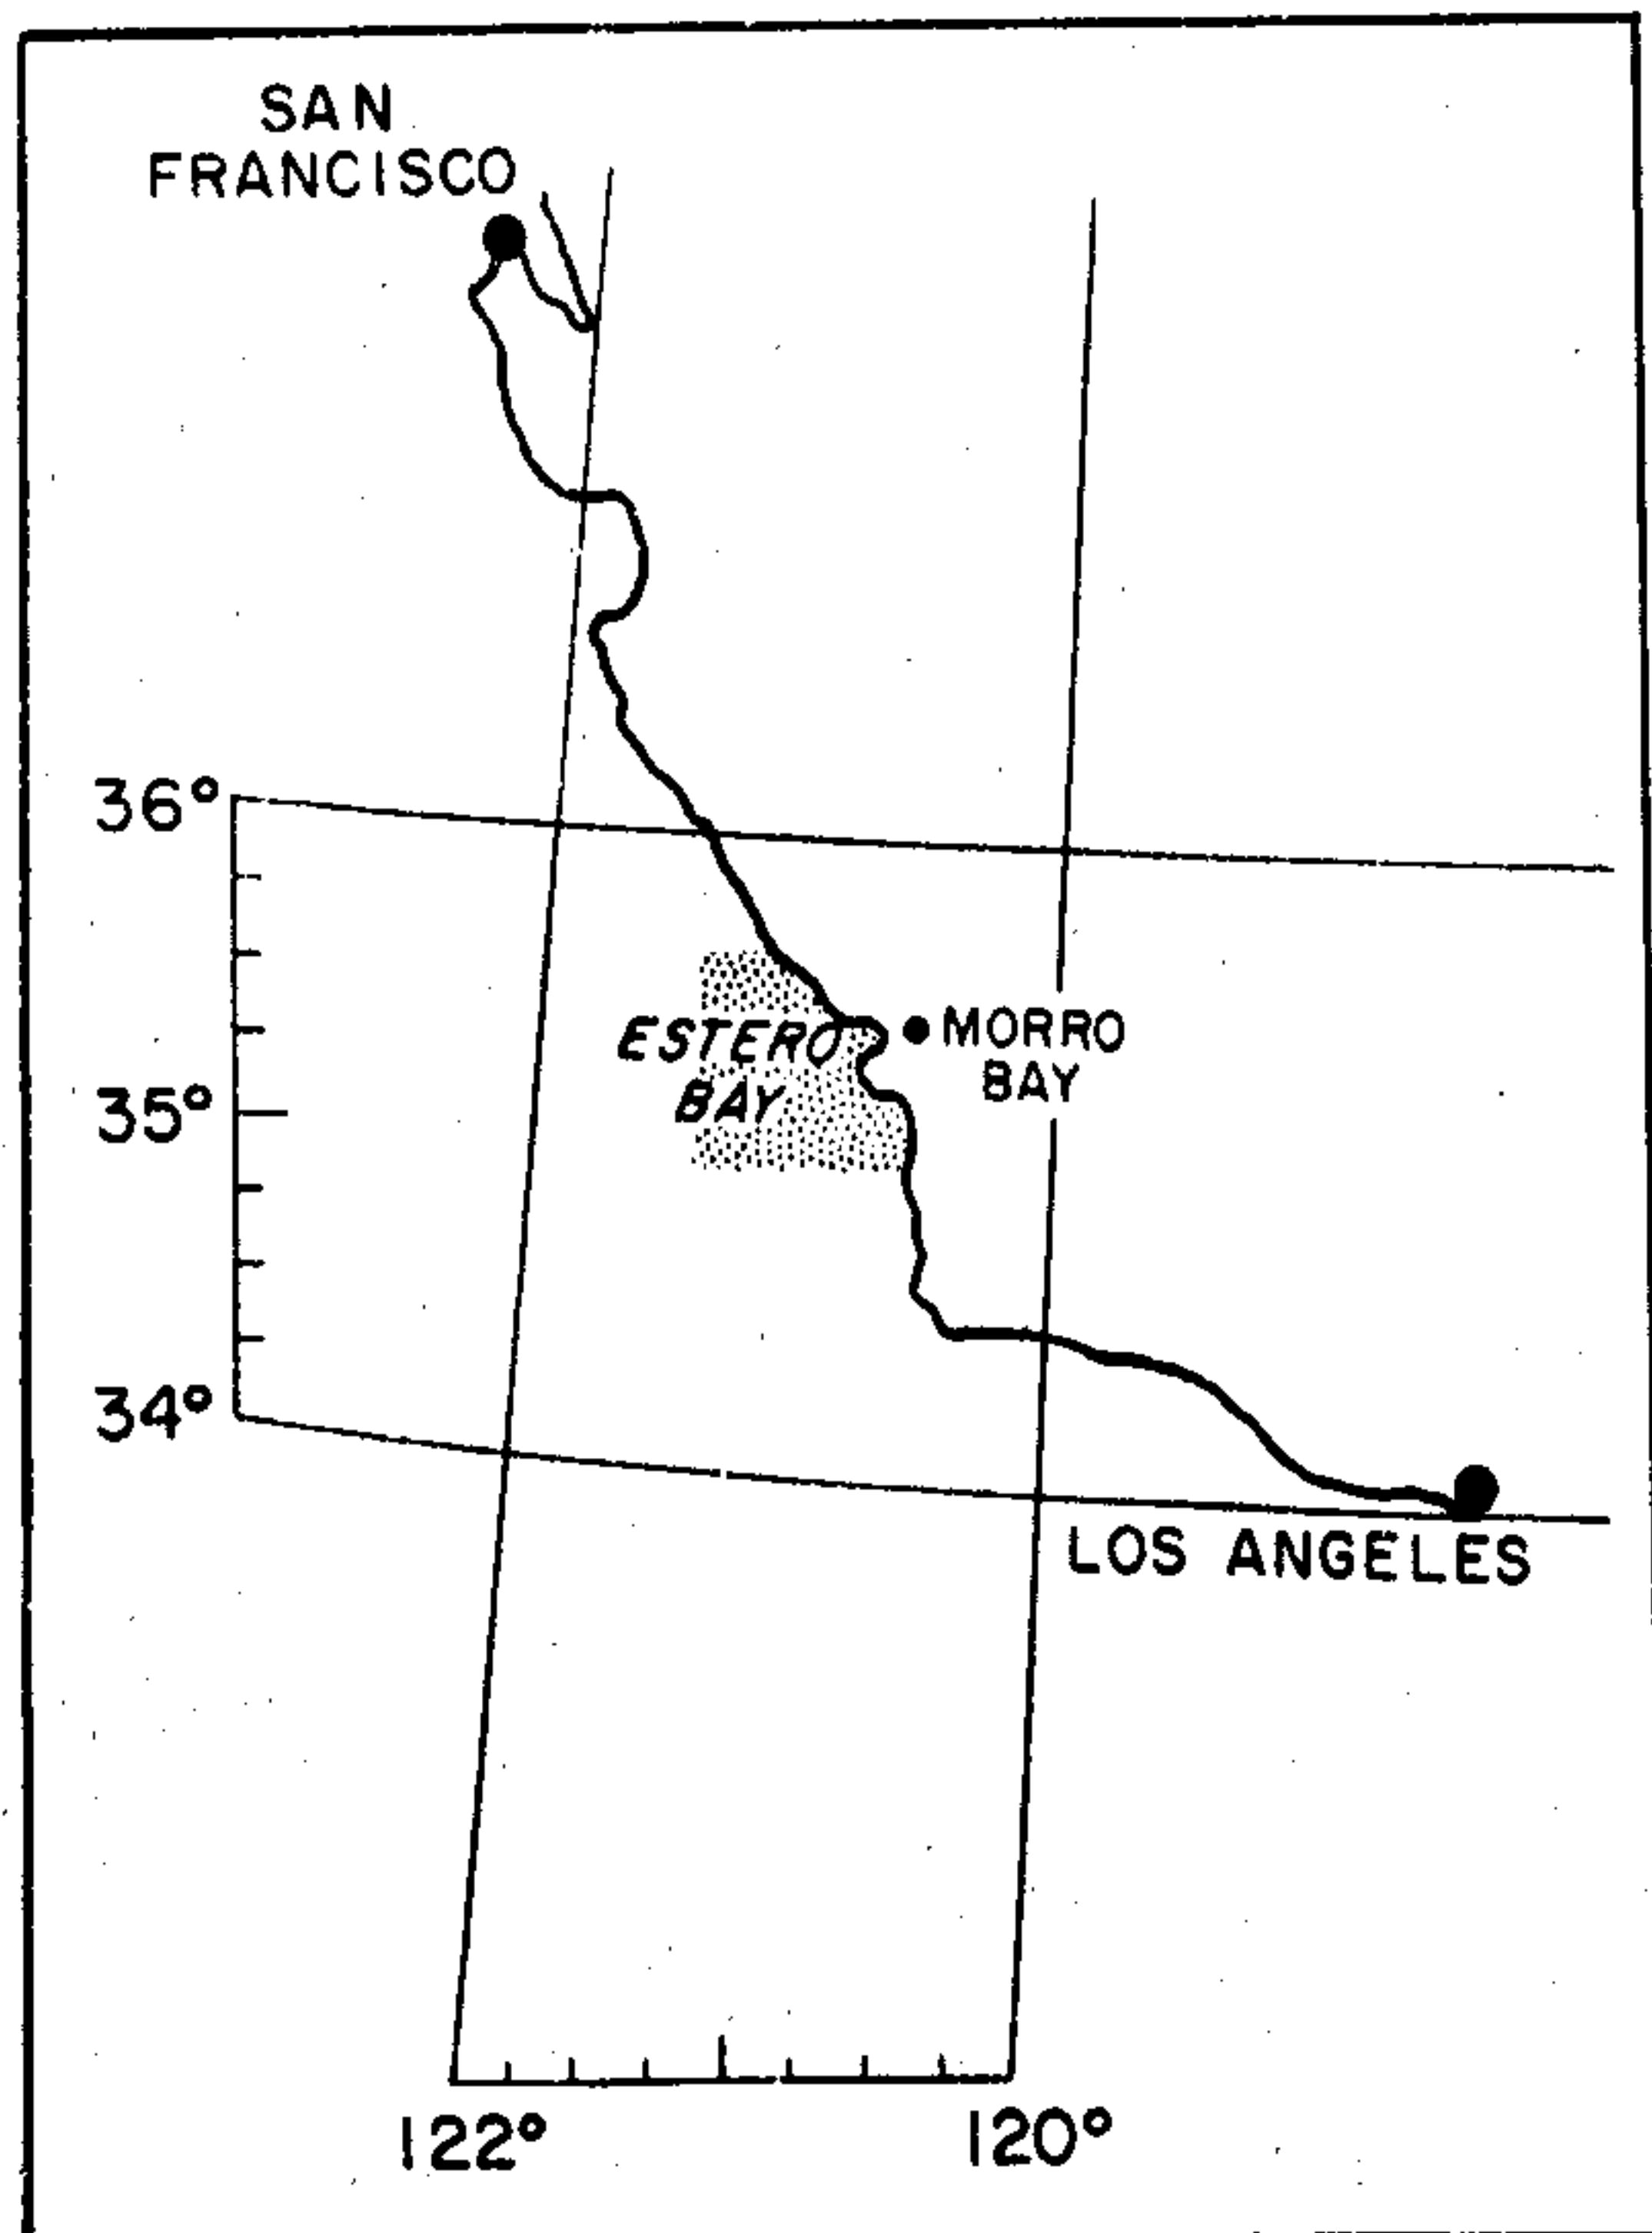 SAN
FRANCISCO
36°
MORRO
BAY
ESTERO
BAY
35°
34°
LOS ANGELES
122°
120°